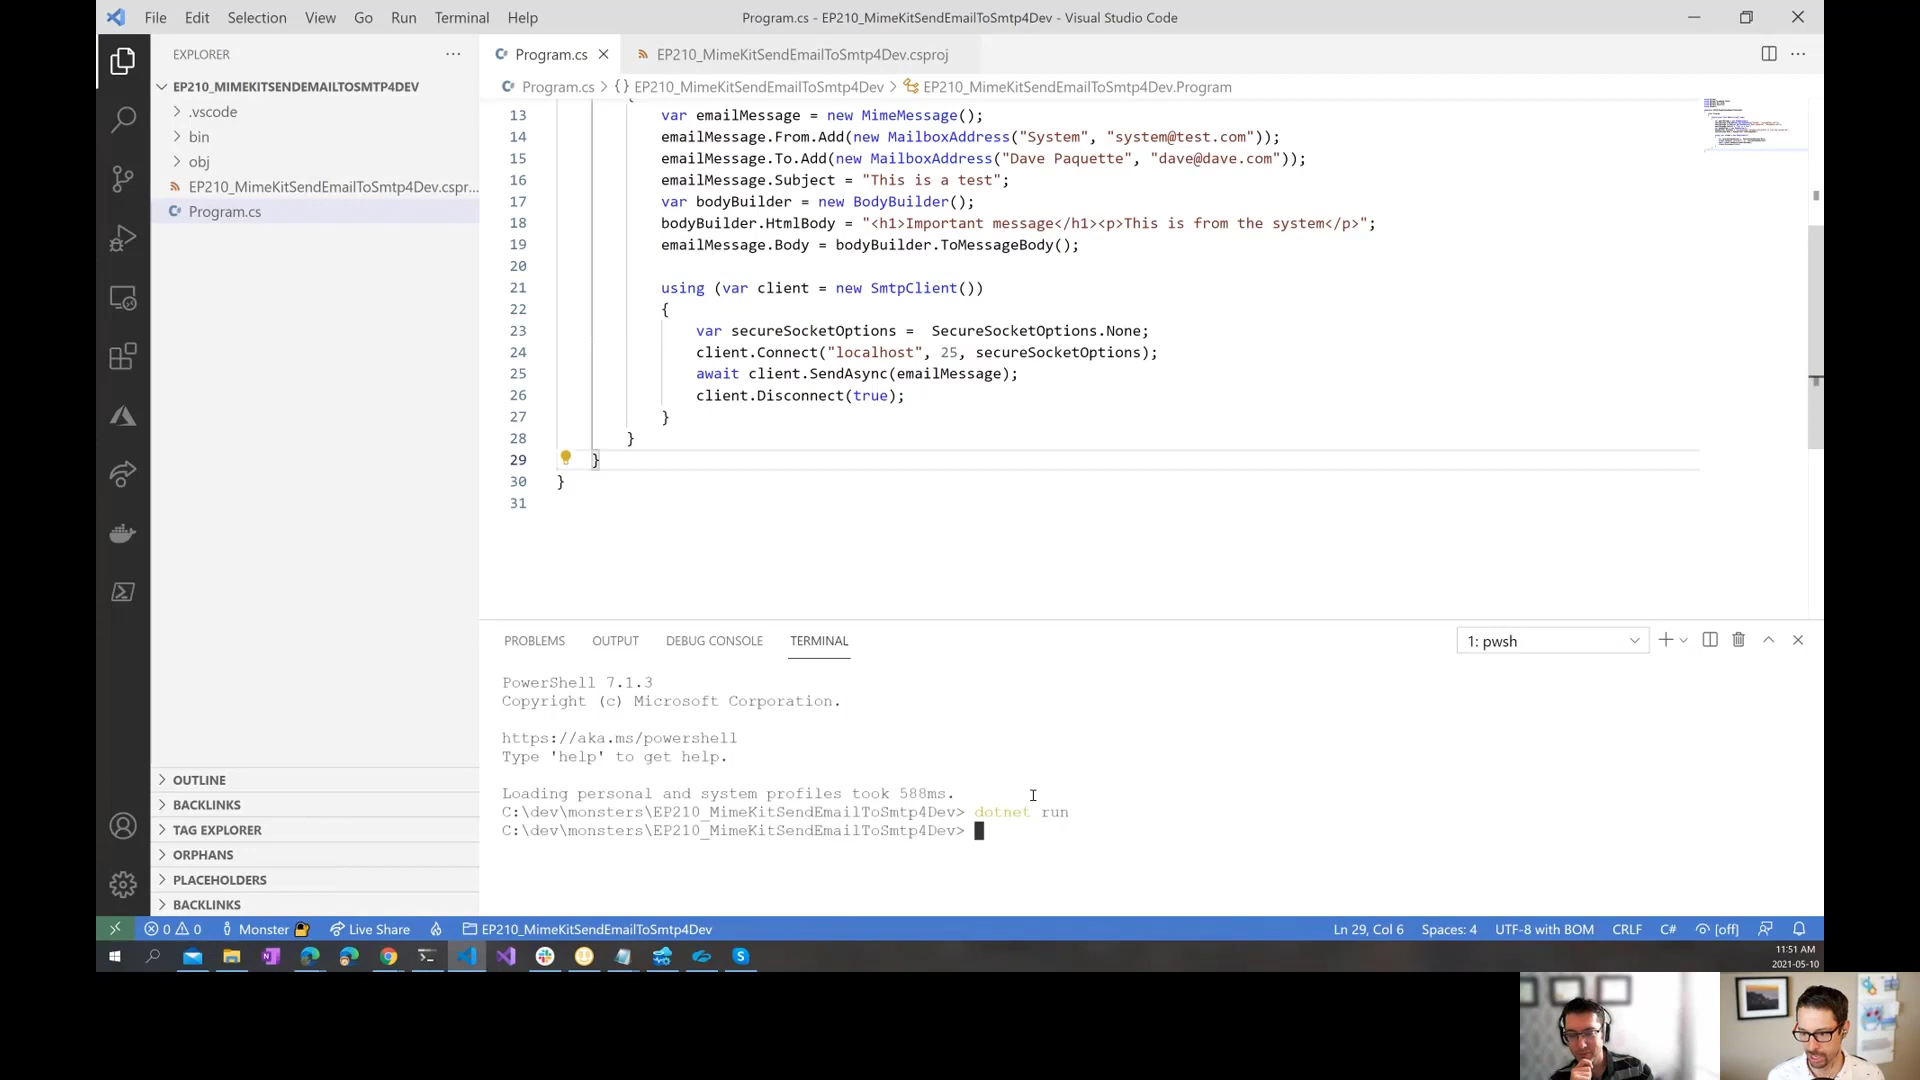 File Edit Selection View Go Run Terminal Help
Program.cs - EP210_MimeKitSendEmailToSmtp4Dev - Visual Studio Code
EXPLORER
EP210_MIMEKITSENDEMAILTOSMTP4DEV
.vscode
bin
obj
EP210_MimeKitSendEmailToSmtp4Dev.cspr...
Program.cs
OUTLINE
BACKLINKS
TAG EXPLORER
ORPHANS
PLACEHOLDERS
BACKLINKS
Program.cs
EP210_MimeKitSendEmailToSmtp4Dev.csproj
Program.cs > {} EP210_MimeKitSendEmailToSmtp4Dev > EP210_MimeKitSendEmailToSmtp4Dev.Program
13 var emailMessage = new MimeMessage();
14 emailMessage.From.Add(new MailboxAddress("System", "system@test.com"));
15 emailMessage.To.Add(new MailboxAddress("Dave Paquette", "dave@dave.com"));
16 emailMessage.Subject = "This is a test";
17 var bodyBuilder = new BodyBuilder();
18 bodyBuilder.HtmlBody = "<h1>Important message</h1><p>This is from the system</p>";
19 emailMessage.Body = bodyBuilder.ToMessageBody();
20
21 using (var client = new SmtpClient())
22 {
23 var secureSocketOptions =  SecureSocketOptions.None;
24 client.Connect("localhost", 25, secureSocketOptions);
25 await client.SendAsync(emailMessage);
26 client.Disconnect(true);
27 }
28 }
29 }
30 }
31
PROBLEMS OUTPUT DEBUG CONSOLE TERMINAL
1: pwsh
PowerShell 7.1.3
Copyright (c) Microsoft Corporation.
https://aka.ms/powershell
Type 'help' to get help.
Loading personal and system profiles took 588ms.
C:\dev\monsters\EP210_MimeKitSendEmailToSmtp4Dev> dotnet run
C:\dev\monsters\EP210_MimeKitSendEmailToSmtp4Dev>
0 0 Monster Live Share EP210_MimeKitSendEmailToSmtp4Dev
Ln 29, Col 6 Spaces: 4 UTF-8 with BOM CRLF C# [off]
11:51 AM
2021-05-10